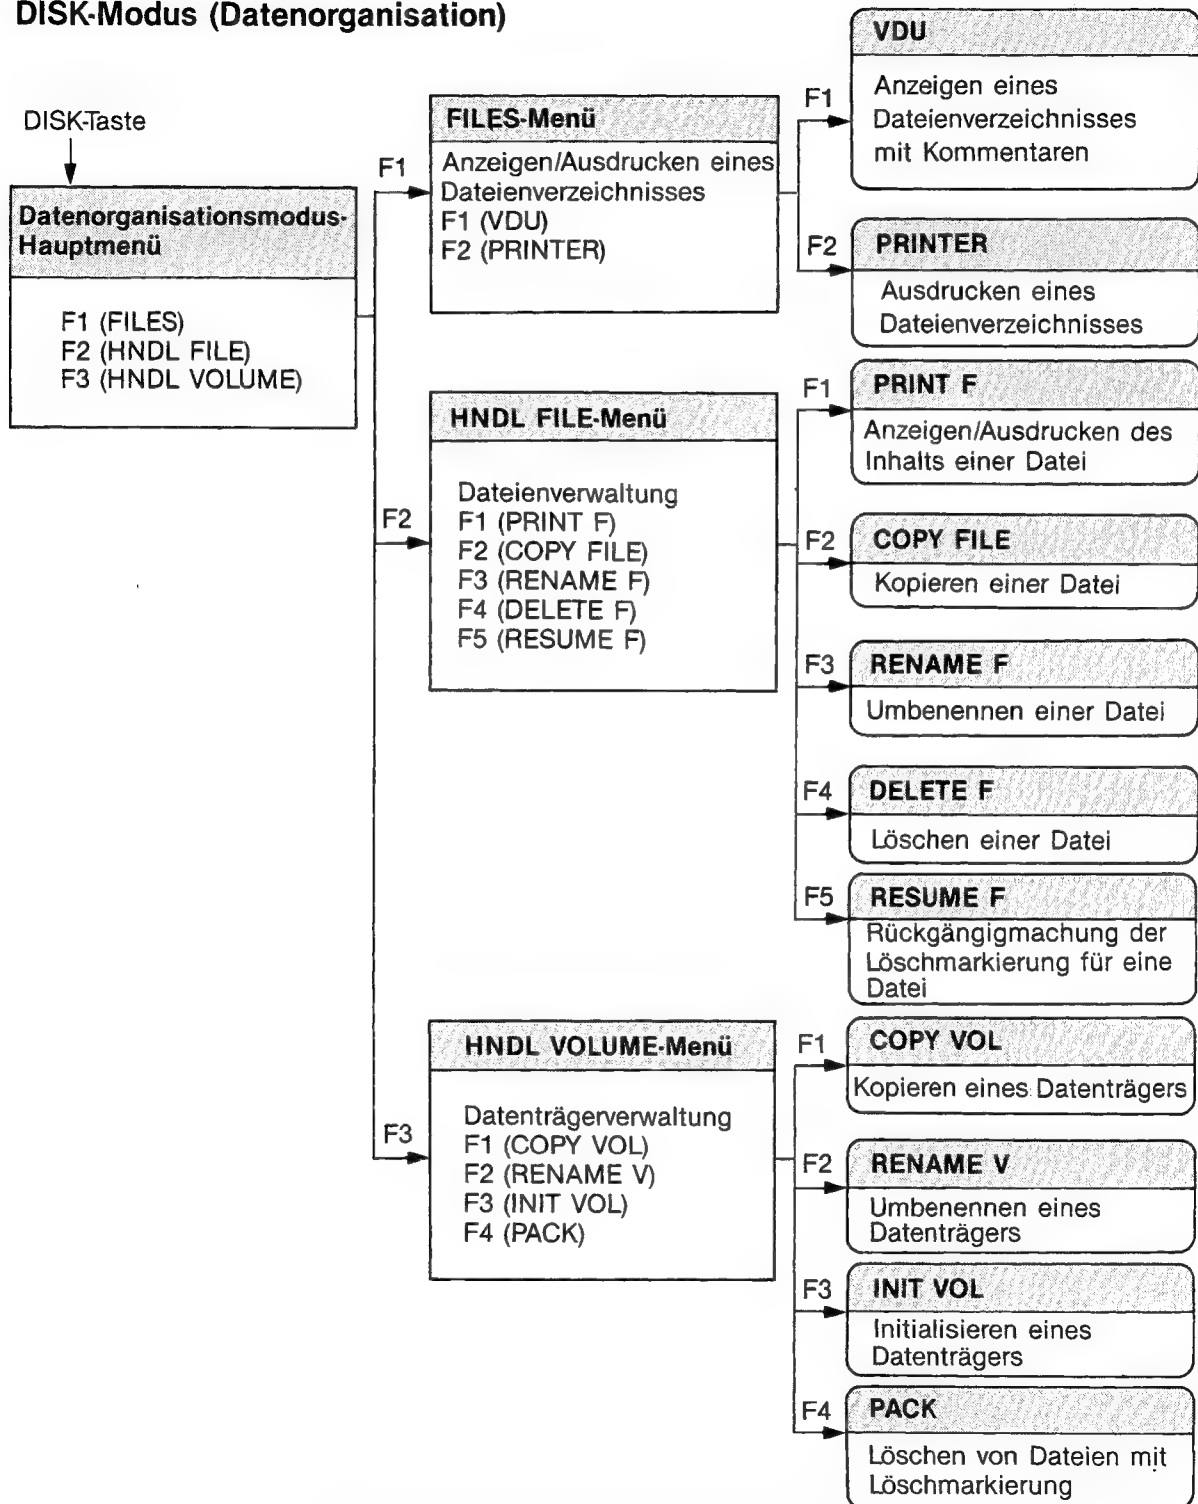 DISK-Modus (Datenorganisation)
DISK-Taste
Datenorganisationsmodus-
Hauptmenü
F1 (FILES)
F2 (HNDL FILE)
F3 (HNDL VOLUME)
F1
FILES-Menü
Anzeigen/Ausdrucken eines
Dateienverzeichnisses
F1 (VDU)
F2 (PRINTER)
F1
VDU
Anzeigen eines
Dateienverzeichnisses
mit Kommentaren
F2
PRINTER
Ausdrucken eines
Dateienverzeichnisses
F2
HNDL FILE-Menü
Dateienverwaltung
F1 (PRINT F)
F2 (COPY FILE)
F3 (RENAME F)
F4 (DELETE F)
F5 (RESUME F)
F1
PRINT F
Anzeigen/Ausdrucken des
Inhalts einer Datei
F2
COPY FILE
Kopieren einer Datei
F3
RENAME F
Umbenennen einer Datei
F4
DELETE F
Löschen einer Datei
F5
RESUME F
Rückgängigmachung der
Löschmarkierung für eine
Datei
F3
HNDL VOLUME-Menü
Datenträgerverwaltung
F1 (COPY VOL)
F2 (RENAME V)
F3 (INIT VOL)
F4 (PACK)
F1
COPY VOL
Kopieren eines Datenträgers
F2
RENAME V
Umbenennen eines
Datenträgers
F3
INIT VOL
Initialisieren eines
Datenträgers
F4
PACK
Löschen von Dateien mit
Löschmarkierung